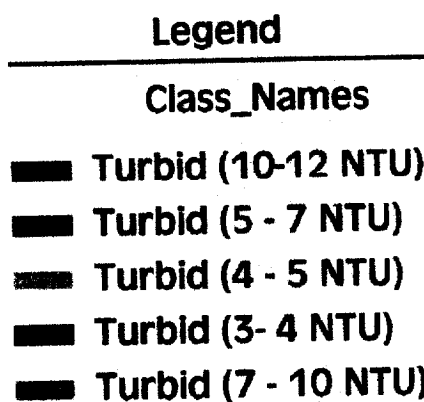 Legend
Class_Names
Turbid (10-12 NTU)
Turbid (5 - 7 NTU)
Turbid (4 - 5 NTU)
Turbid (3- 4 NTU)
Turbid (7 - 10 NTU)